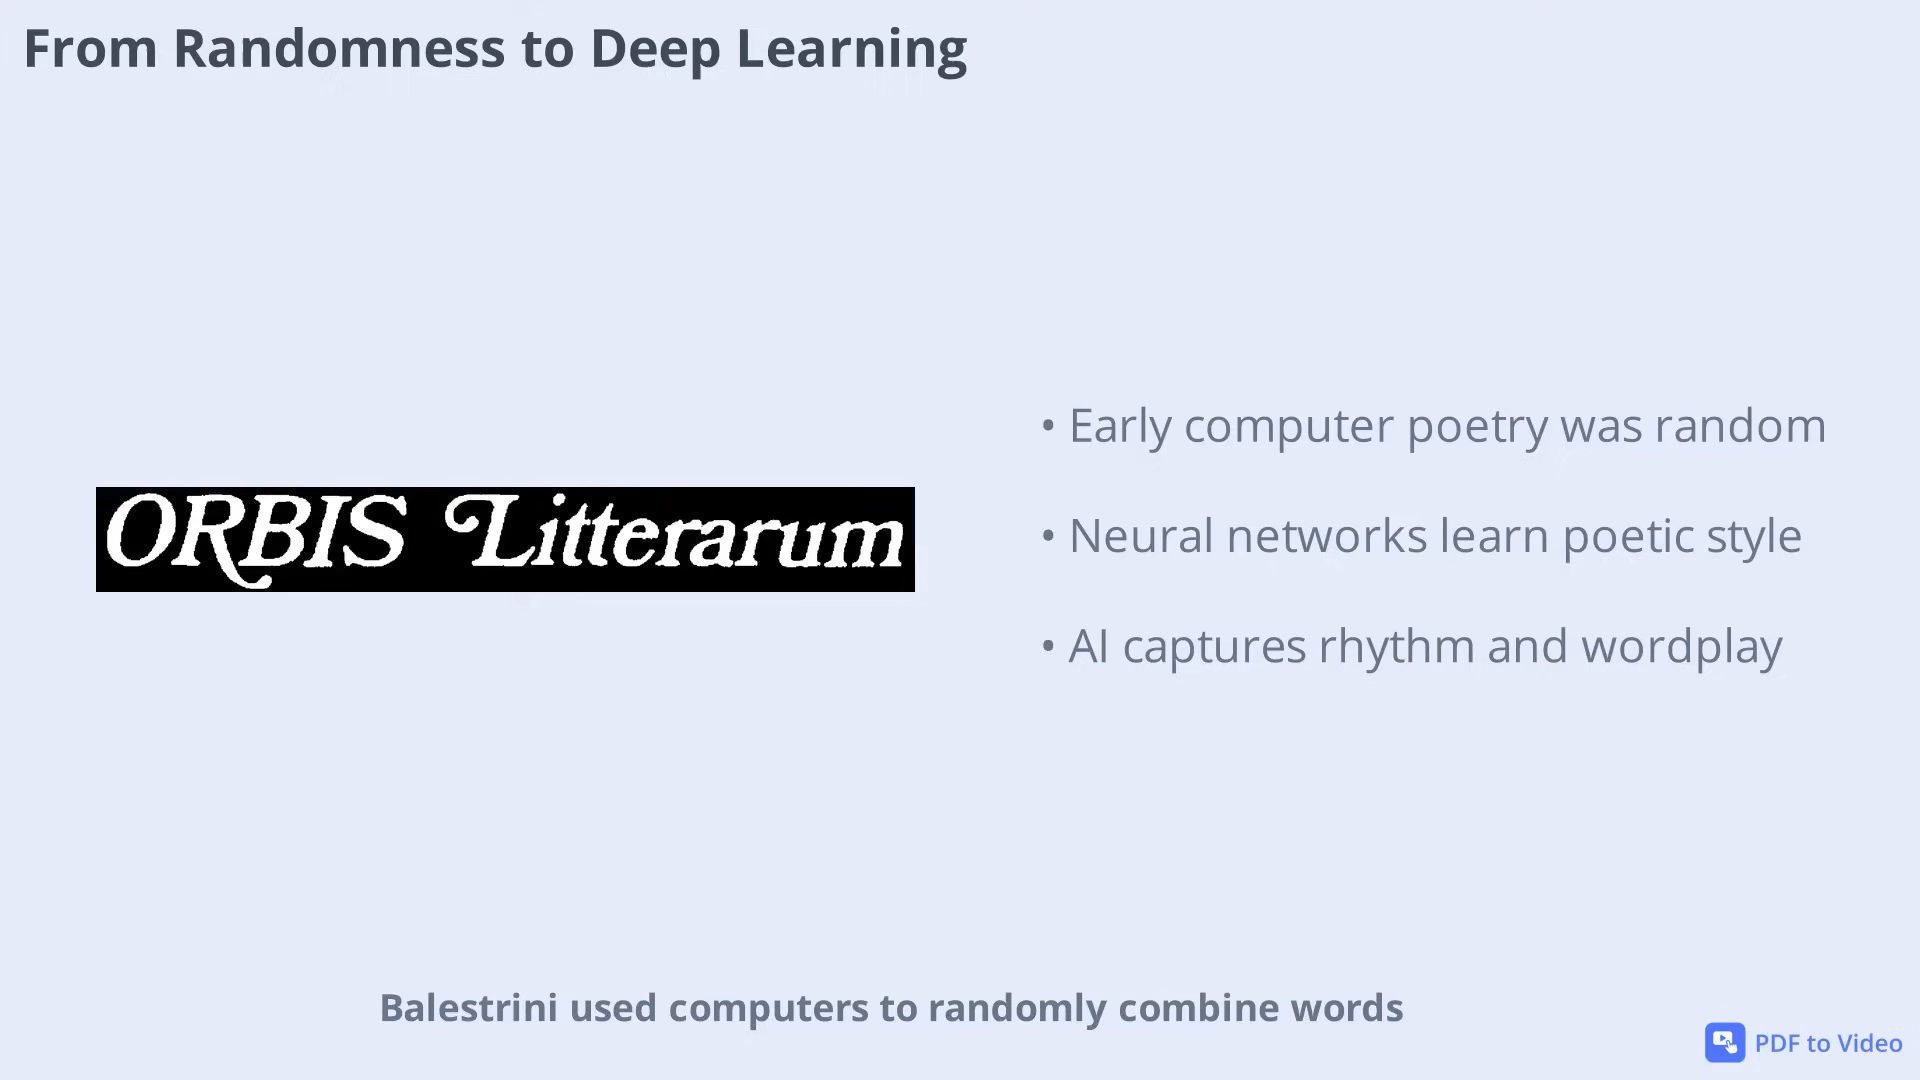 From Randomness to Deep Learning
ORBIS Litterarum
• Early computer poetry was random
• Neural networks learn poetic style
• AI captures rhythm and wordplay
Balestrini used computers to randomly combine words
PDF to Video